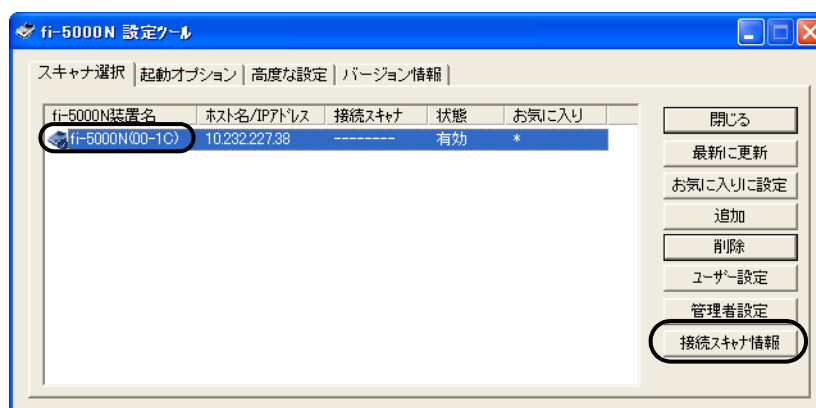 fi-5000N 設定ツール
スキャナ選択 起動オプション 高度な設定 バージョン情報
fi-5000N装置名 ホスト名/IPアドレス 接続スキャナ 状態 お気に入り
fi-5000N(00-1C) 10.232.227.38 -------- 有効 *
閉じる
最新に更新
お気に入りに設定
追加
削除
ユーザー設定
管理者設定
接続スキャナ情報